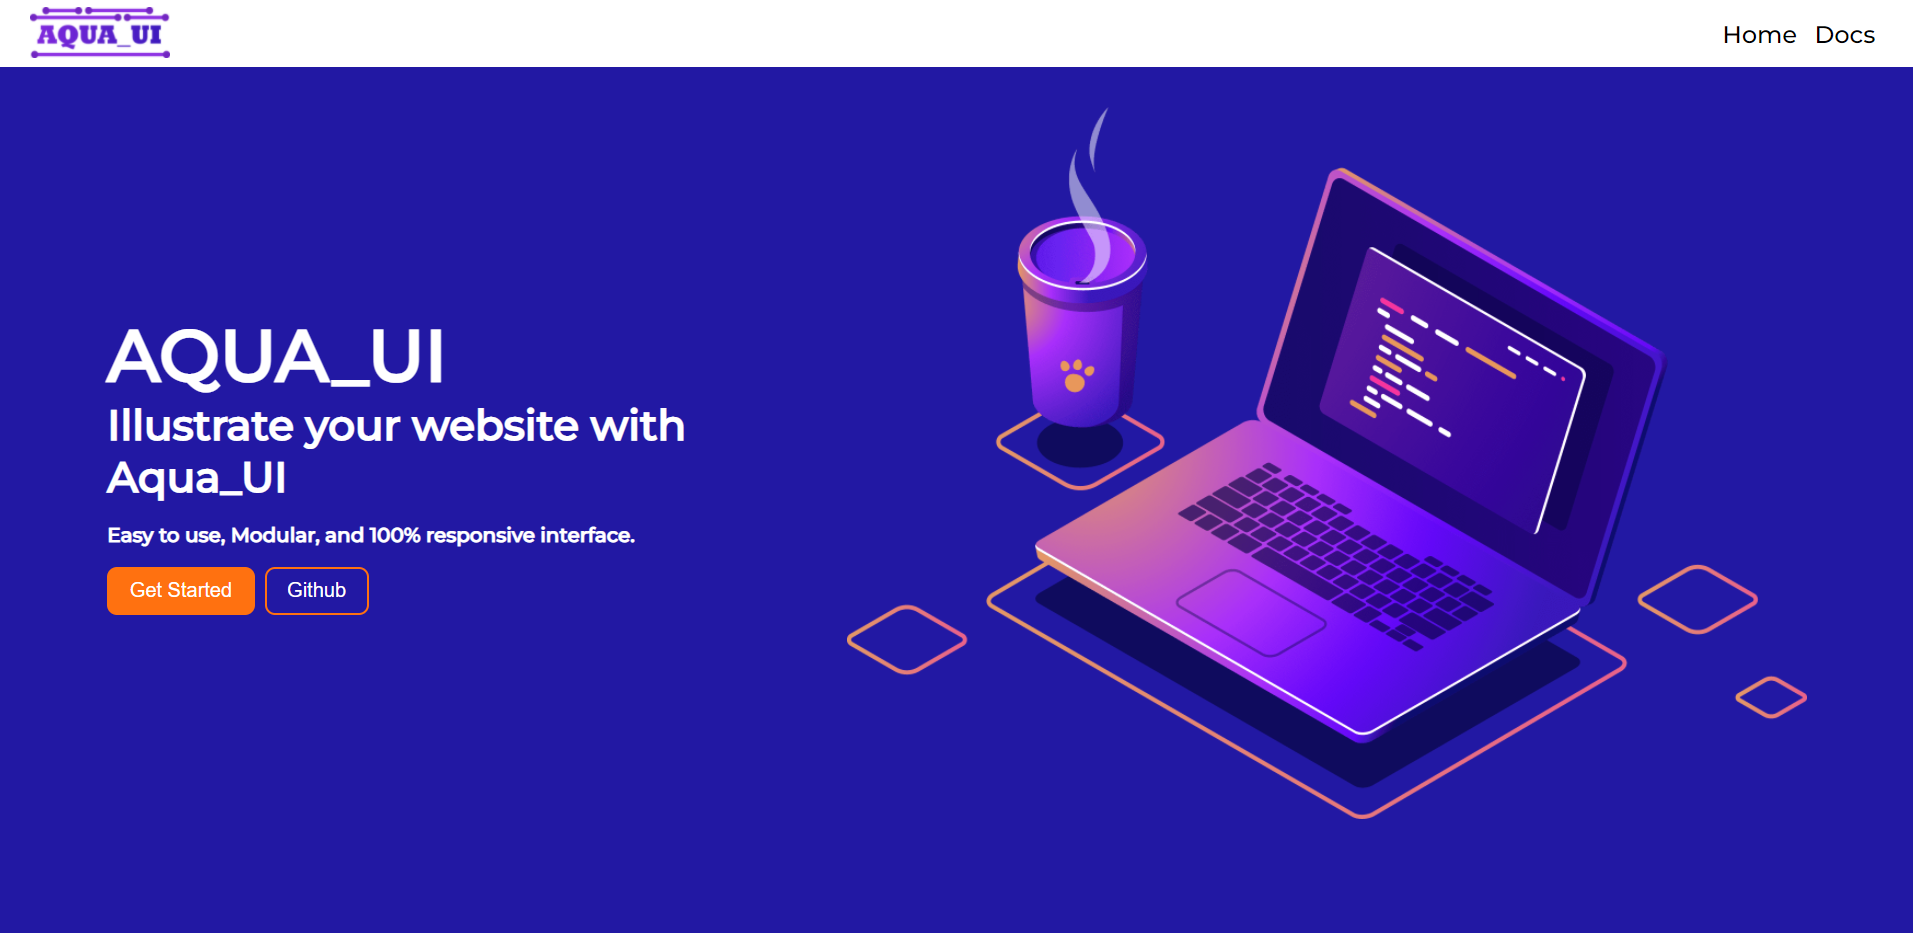 AQUA_UI
Home Docs
AQUA_UI
Illustrate your website with
Aqua_UI
Easy to use, Modular, and 100% responsive interface.
Get Started Github